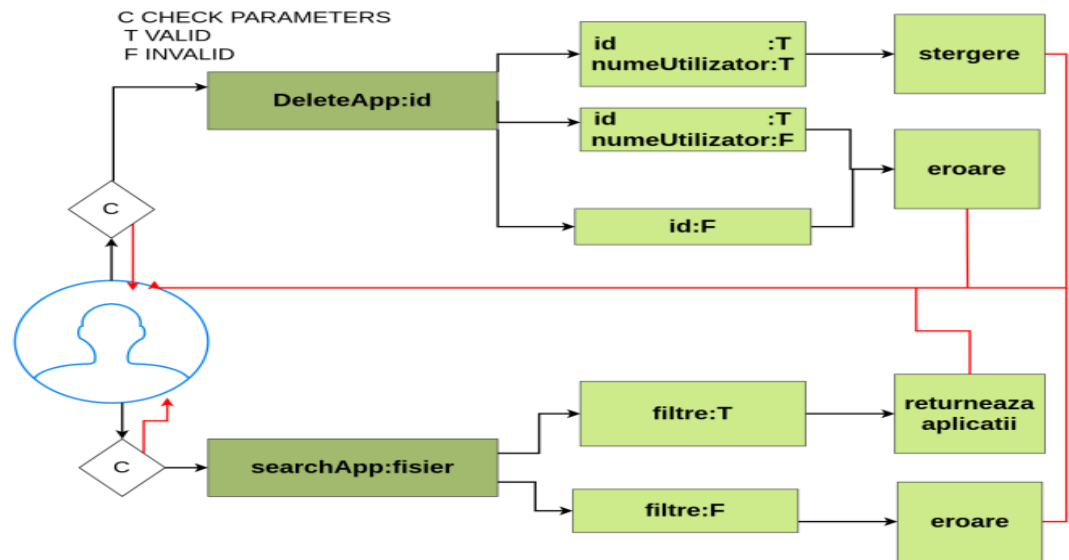 C CHECK PARAMETERS
T VALID
F INVALID
DeleteApp:id
id :T
numeUtilizator:T
stergere
id :T
numeUtilizator:F
eroare
C
id:F
filtre:T
returneaza
aplicatii
C
searchApp:fisier
filtre:F
eroare